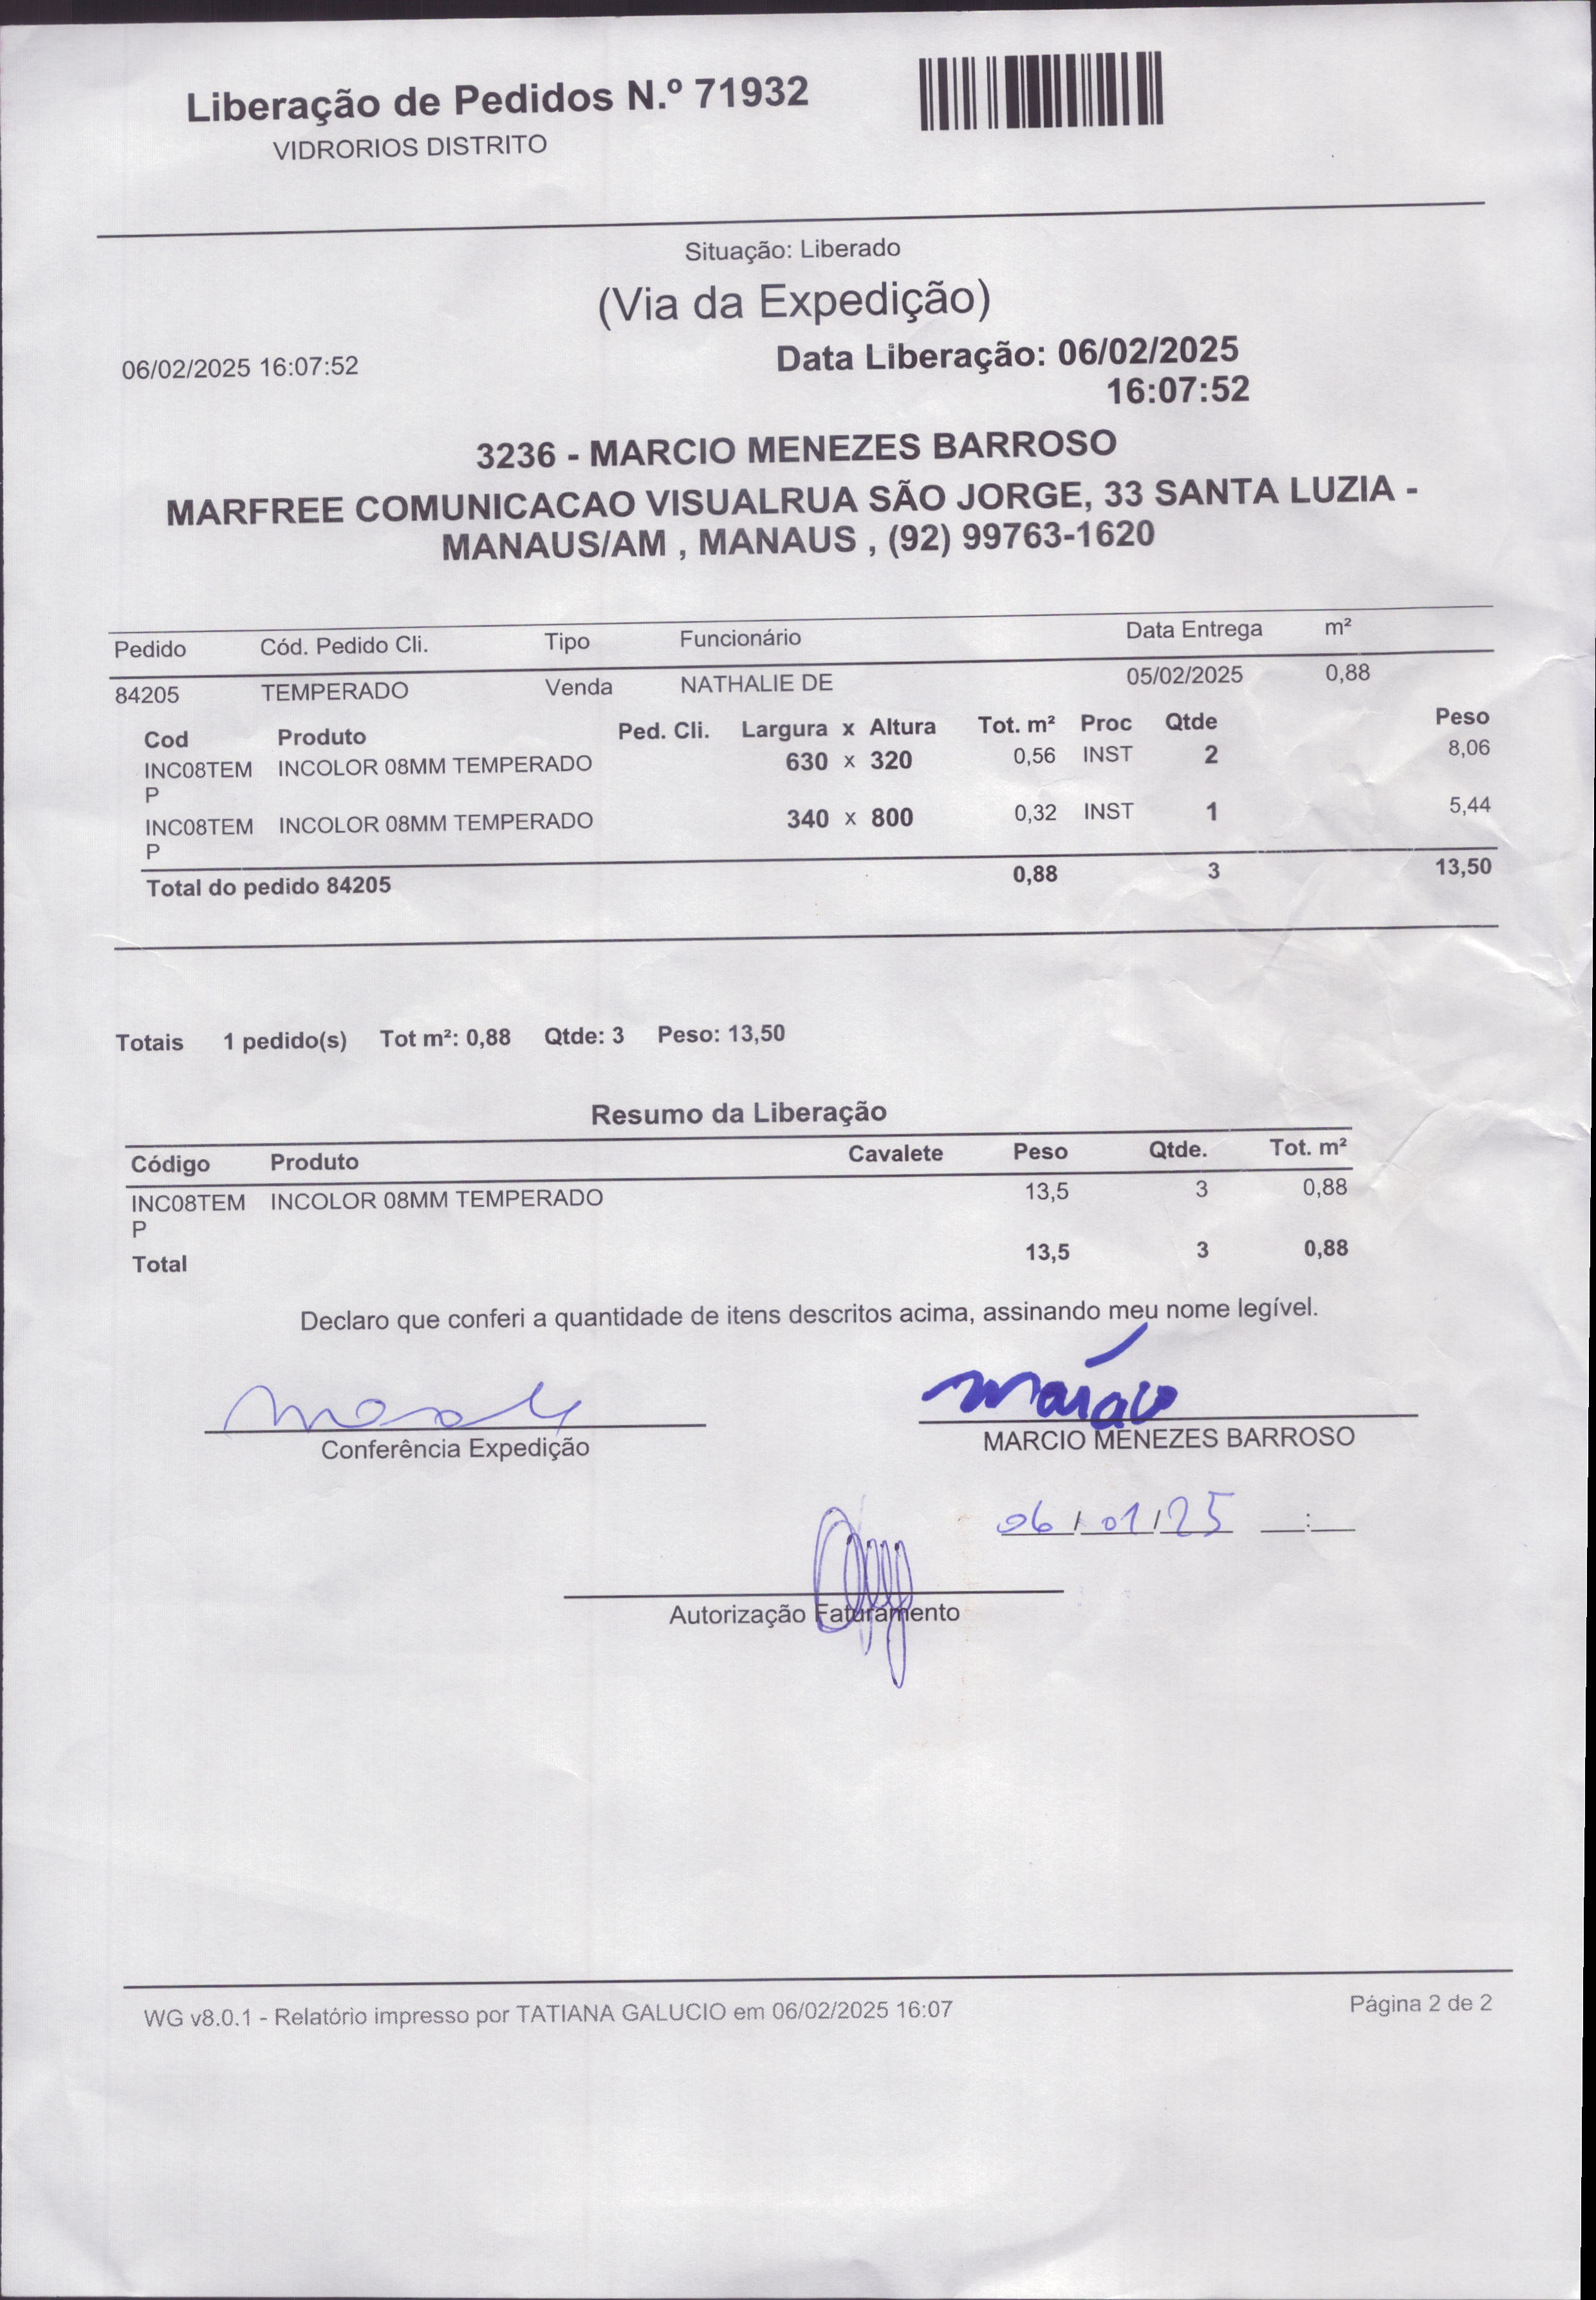 Liberação de Pedidos N.º 71932
VIDRORIOS DISTRITO
Situação: Liberado
(Via da Expedição)
06/02/2025 16:07:52
Data Liberação: 06/02/2025
16:07:52
3236 - MARCIO MENEZES BARROSO
MARFREE COMUNICACAO VISUALRUA SÃO JORGE, 33 SANTA LUZIA -
MANAUS/AM , MANAUS , (92) 99763-1620
Pedido Cód. Pedido Cli. Tipo Funcionário Data Entrega m²
84205 TEMPERADO Venda NATHALIE DE 05/02/2025 0,88
Cod Produto Ped. Cli. Largura x Altura Tot. m² Proc Qtde Peso
INC08TEM INCOLOR 08MM TEMPERADO 630 x 320 0,56 INST 2 8,06
P
INC08TEM INCOLOR 08MM TEMPERADO 340 x 800 0,32 INST 1 5,44
P
Total do pedido 84205 0,88 3 13,50
Totais 1 pedido(s) Tot m²: 0,88 Qtde: 3 Peso: 13,50
Resumo da Liberação
Código Produto Cavalete Peso Qtde. Tot. m²
INC08TEM INCOLOR 08MM TEMPERADO 13,5 3 0,88
P
Total 13,5 3 0,88
Declaro que conferi a quantidade de itens descritos acima, assinando meu nome legível.
Márcio
Conferência Expedição
MARCIO MENEZES BARROSO
06/01/25 __:__
Autorização Faturamento
WG v8.0.1 - Relatório impresso por TATIANA GALUCIO em 06/02/2025 16:07
Página 2 de 2